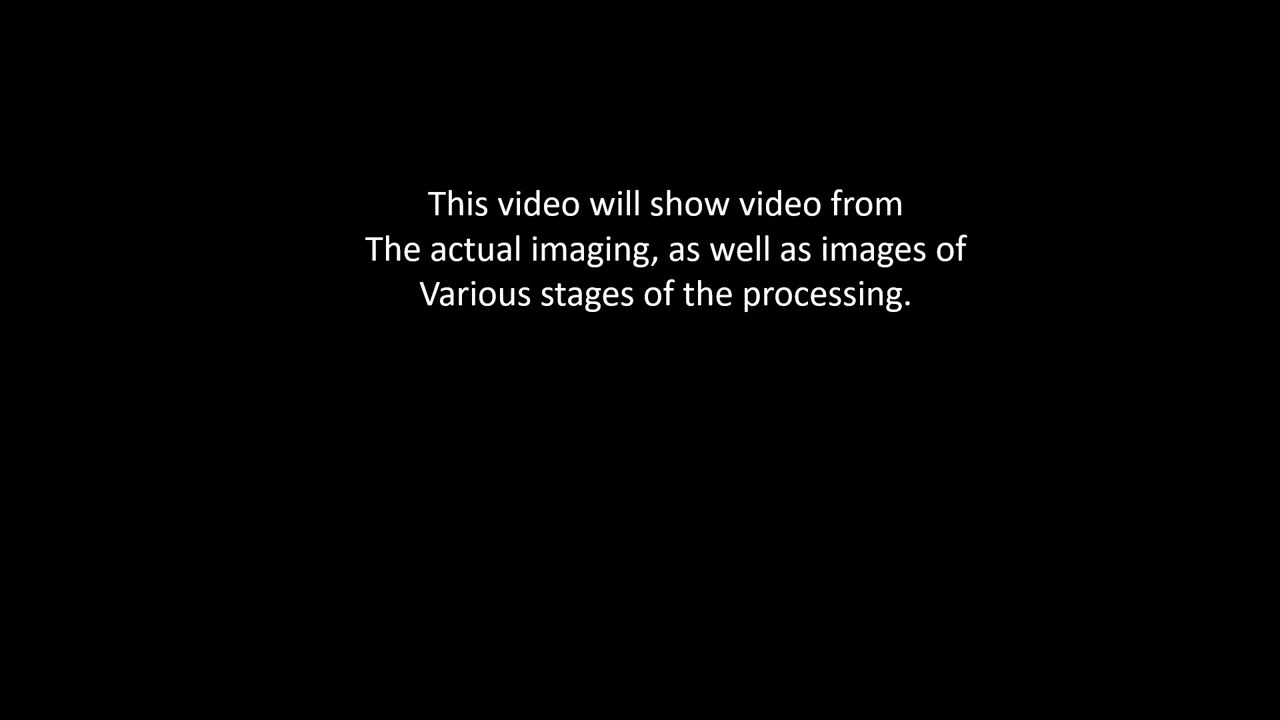 This video will show video from
The actual imaging, as well as images of
Various stages of the processing.